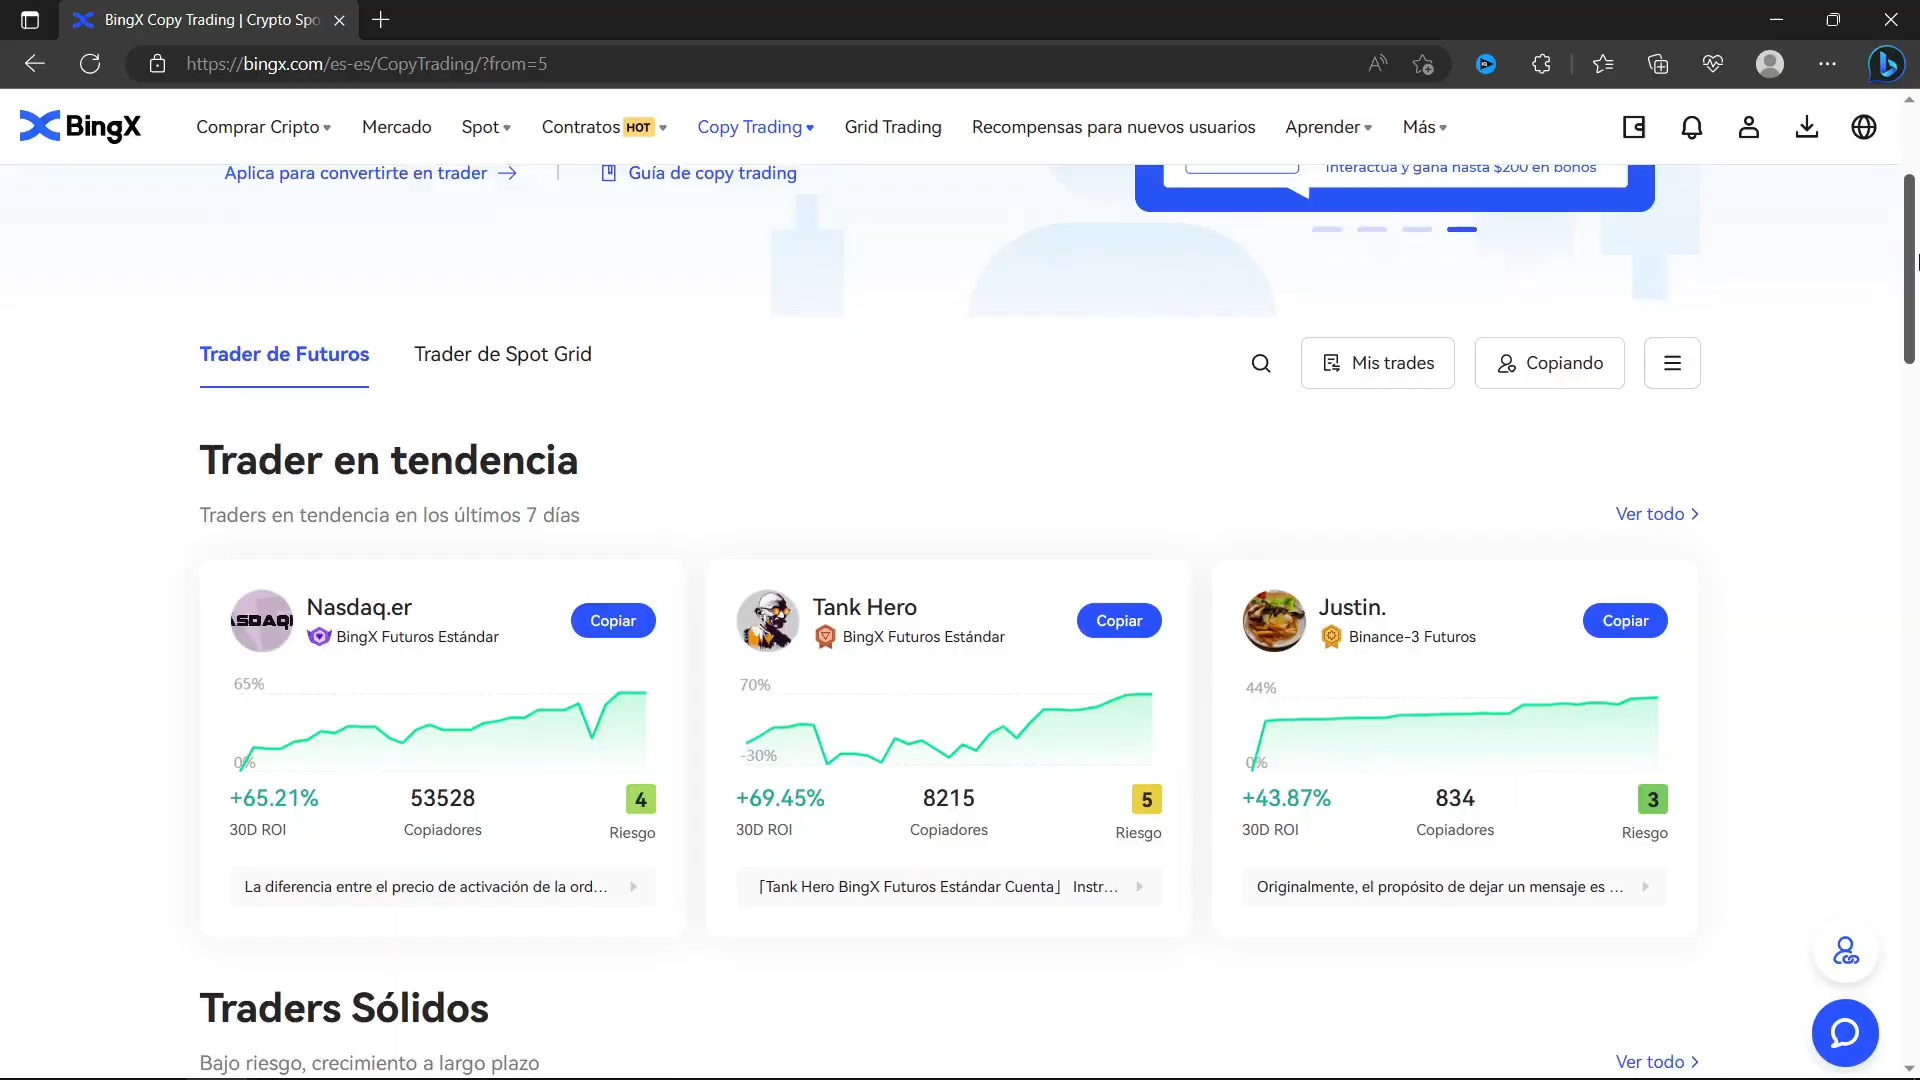 BingX Copy Trading | Crypto Spo
https://bingx.com/es-es/CopyTrading/?from=5
BingX
Comprar Cripto
Mercado
Spot
Contratos HOT
Copy Trading
Grid Trading
Recompensas para nuevos usuarios
Aprender
Más
Aplica para convertirte en trader
Guía de copy trading
Interactúa y gana hasta $200 en bonos
Trader de Futuros
Trader de Spot Grid
Mis trades
Copiando
Trader en tendencia
Traders en tendencia en los últimos 7 días
Ver todo
ASDAQ
Nasdaq.er
BingX Futuros Estándar
Copiar
65%
0%
+65.21%
30D ROI
53528
Copiadores
4
Riesgo
La diferencia entre el precio de activación de la ord...
Tank Hero
BingX Futuros Estándar
Copiar
70%
-30%
+69.45%
30D ROI
8215
Copiadores
5
Riesgo
「Tank Hero BingX Futuros Estándar Cuenta」 Instr...
Justin.
Binance-3 Futuros
Copiar
44%
0%
+43.87%
30D ROI
834
Copiadores
3
Riesgo
Originalmente, el propósito de dejar un mensaje es ...
Traders Sólidos
Bajo riesgo, crecimiento a largo plazo
Ver todo